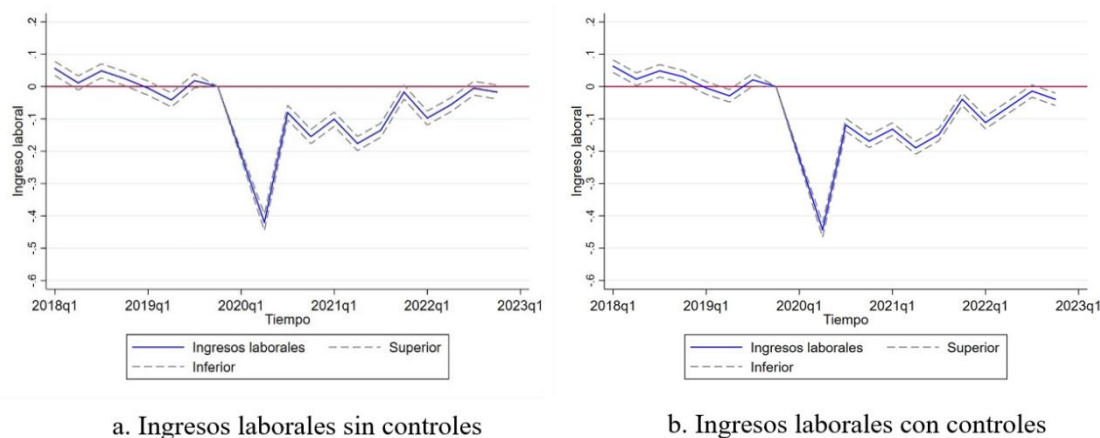 Ingreso laboral
.2
.1
0
-.1
-.2
-.3
-.4
-.5
-.6
2018q1 2019q1 2020q1 2021q1 2022q1 2023q1
Tiempo
Ingresos laborales Superior
Inferior
a. Ingresos laborales sin controles
Ingreso laboral
.2
.1
0
-.1
-.2
-.3
-.4
-.5
-.6
2018q1 2019q1 2020q1 2021q1 2022q1 2023q1
Tiempo
Ingresos laborales Superior
Inferior
b. Ingresos laborales con controles